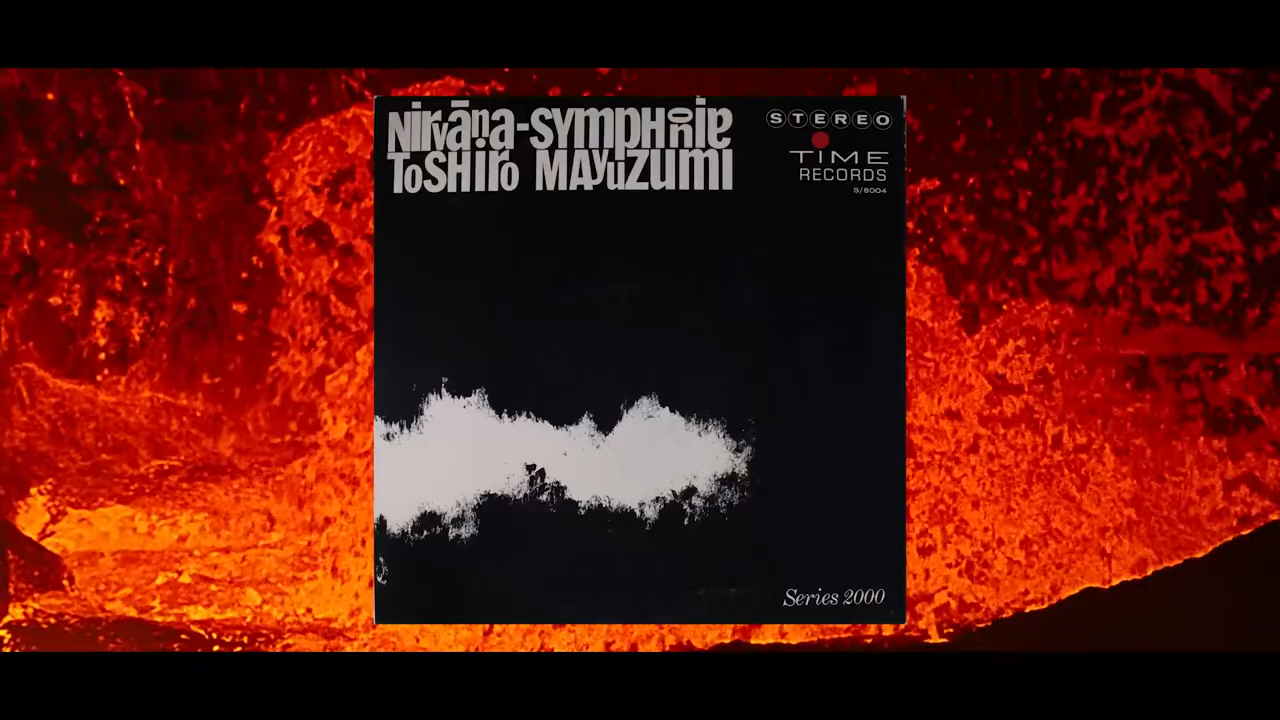 Nirvāna-Symphonie
Toshiro Mayuzumi
STEREO
TIME
RECORDS
S/8004
Series 2000